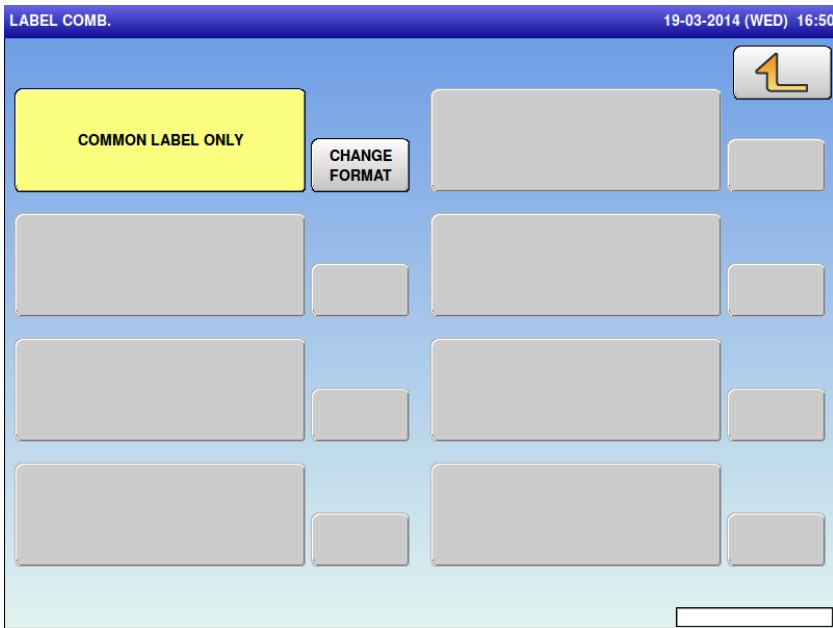 LABEL COMB.
19-03-2014 (WED) 16:50
COMMON LABEL ONLY
CHANGE
FORMAT